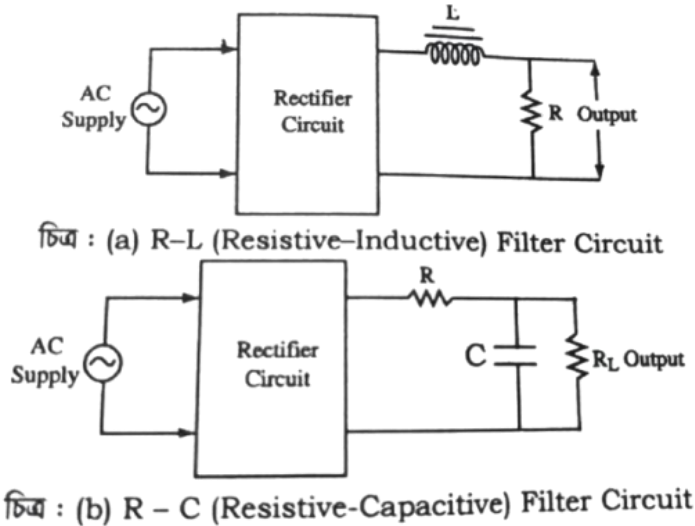 L
AC
Supply
Rectifier
Circuit
R Output
চিত্র : (a) R–L (Resistive–Inductive) Filter Circuit
R
AC
Supply
Rectifier
Circuit
C
RL Output
চিত্র : (b) R – C (Resistive-Capacitive) Filter Circuit